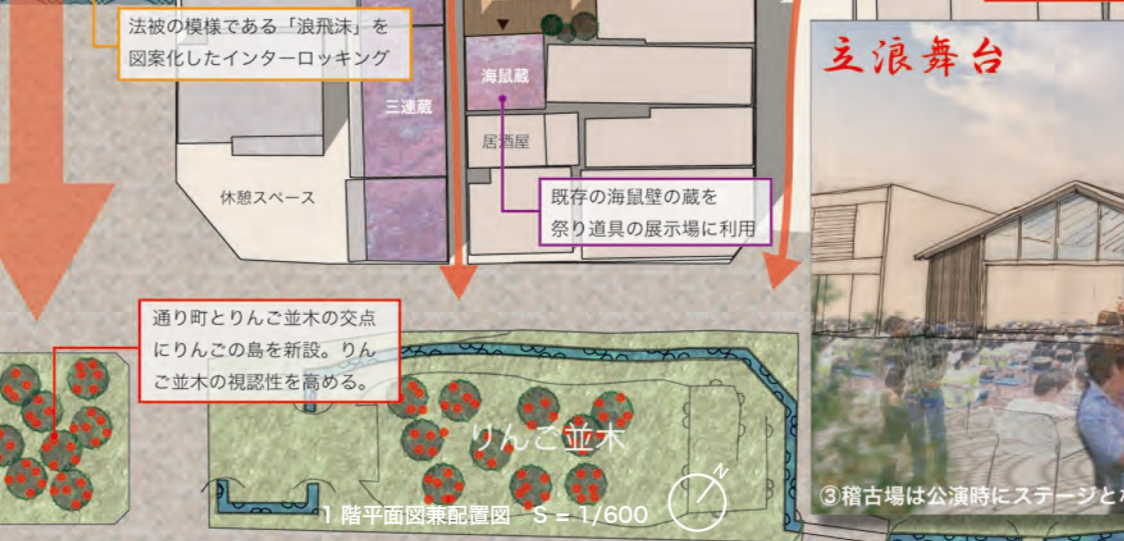 法被の模様である「浪飛沫」を
図案化したインターロッキング
海鼠蔵
三連蔵
居酒屋
休憩スペース
既存の海鼠壁の蔵を
祭り道具の展示場に利用
立浪舞台
通り町とりんご並木の交点
にりんごの島を新設。りん
ご並木の視認性を高める。
りんご並木
N
1 階平面図兼配置図 S = 1/600
③稽古場は公演時にステージと